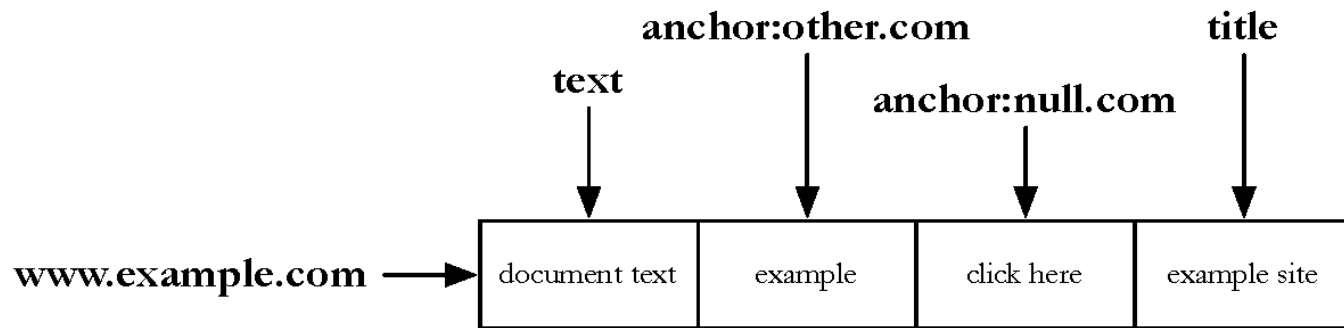 anchor:other.com
title
text
anchor:null.com
www.example.com
document text
example
click here
example site